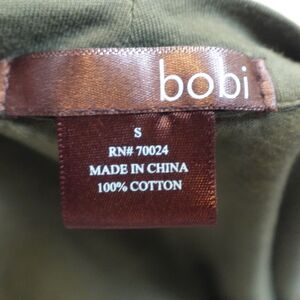 bobi
S
RN# 70024
MADE IN CHINA
100% COTTON